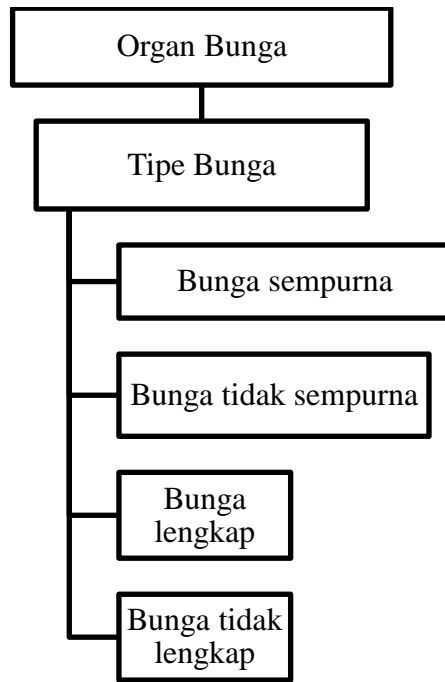 Organ Bunga
Tipe Bunga
Bunga sempurna
Bunga tidak sempurna
Bunga
lengkap
Bunga tidak
lengkap